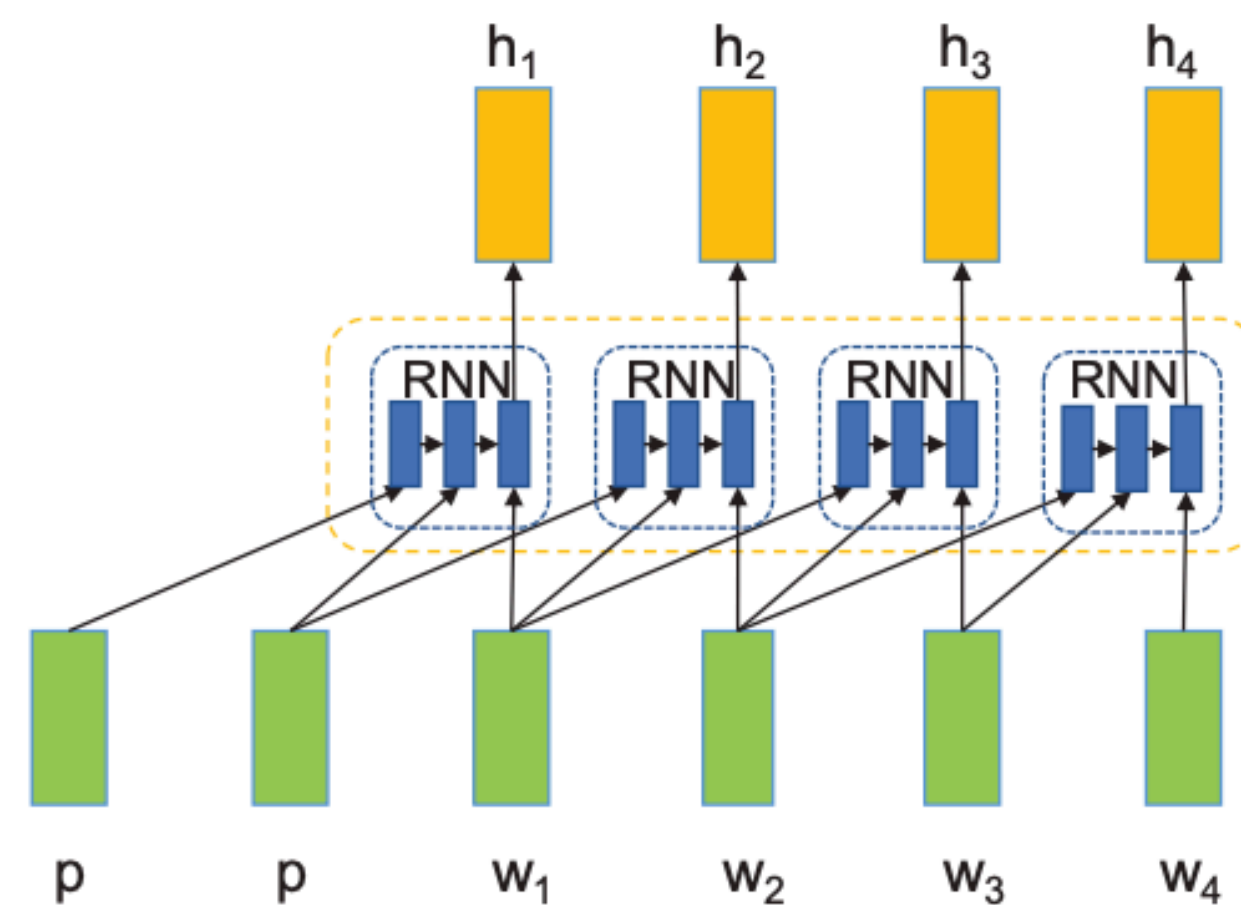 h₁ h₂ h₃ h₄
RNN RNN RNN RNN
p p w₁ w₂ w₃ w₄